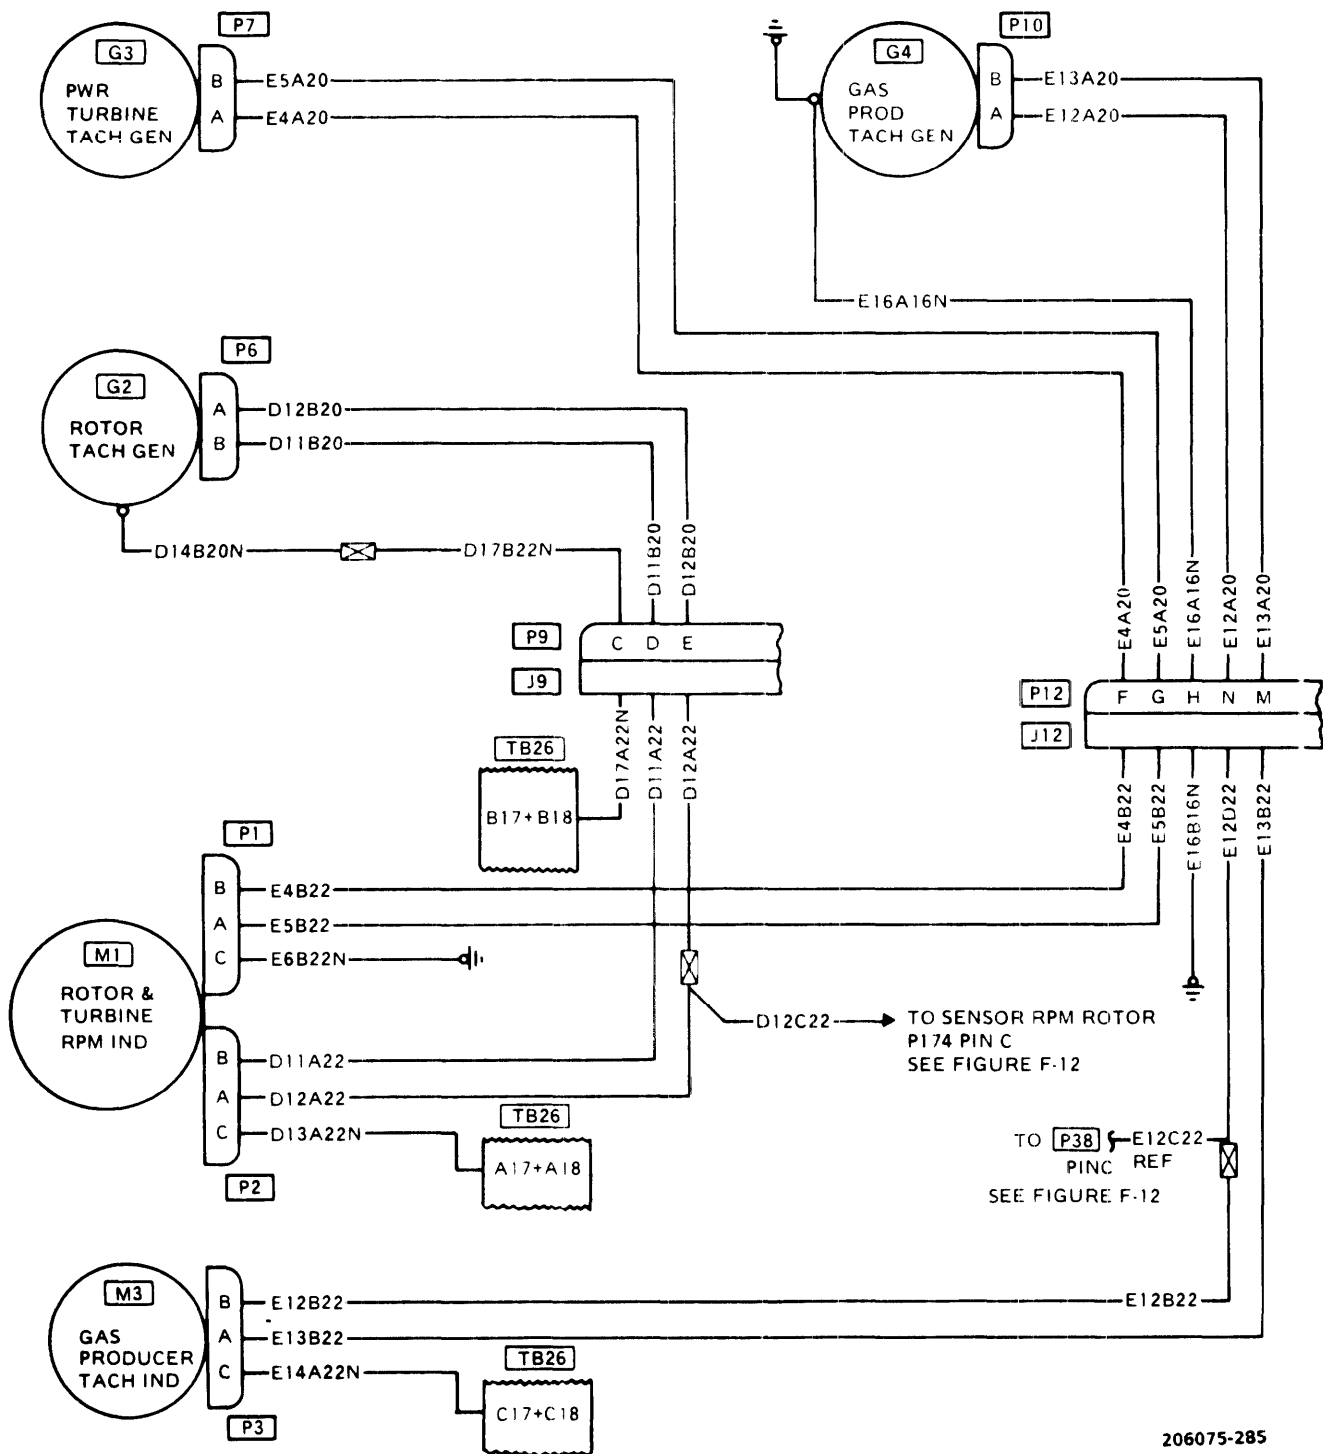 P7
G3
PWR
TURBINE
TACH GEN
B
A
E5A20
E4A20
P10
G4
GAS
PROD
TACH GEN
B
A
E13A20
E12A20
E16A16N
P6
G2
ROTOR
TACH GEN
A
B
D12B20
D11B20
D14B20N
D17B22N
D11B20
D12B20
P9
C D E
J9
D17A22N
D11A22
D12A22
TB26
B17+B18
E4A20
E5A20
E16A16N
E12A20
E13A20
P12
F G H N M
J12
E4B22
E5B22
E16B16N
E12D22
E13B22
P1
B
A
C
E4B22
E5B22
E6B22N
M1
ROTOR &
TURBINE
RPM IND
D12C22
TO SENSOR RPM ROTOR
P174 PIN C
SEE FIGURE F-12
B
A
C
D11A22
D12A22
D13A22N
P2
TB26
A17+A18
TO P38 E12C22
PINC REF
SEE FIGURE F-12
M3
GAS
PRODUCER
TACH IND
B
A
C
E12B22
E12B22
E13B22
E14A22N
P3
TB26
C17+C18
206075-285